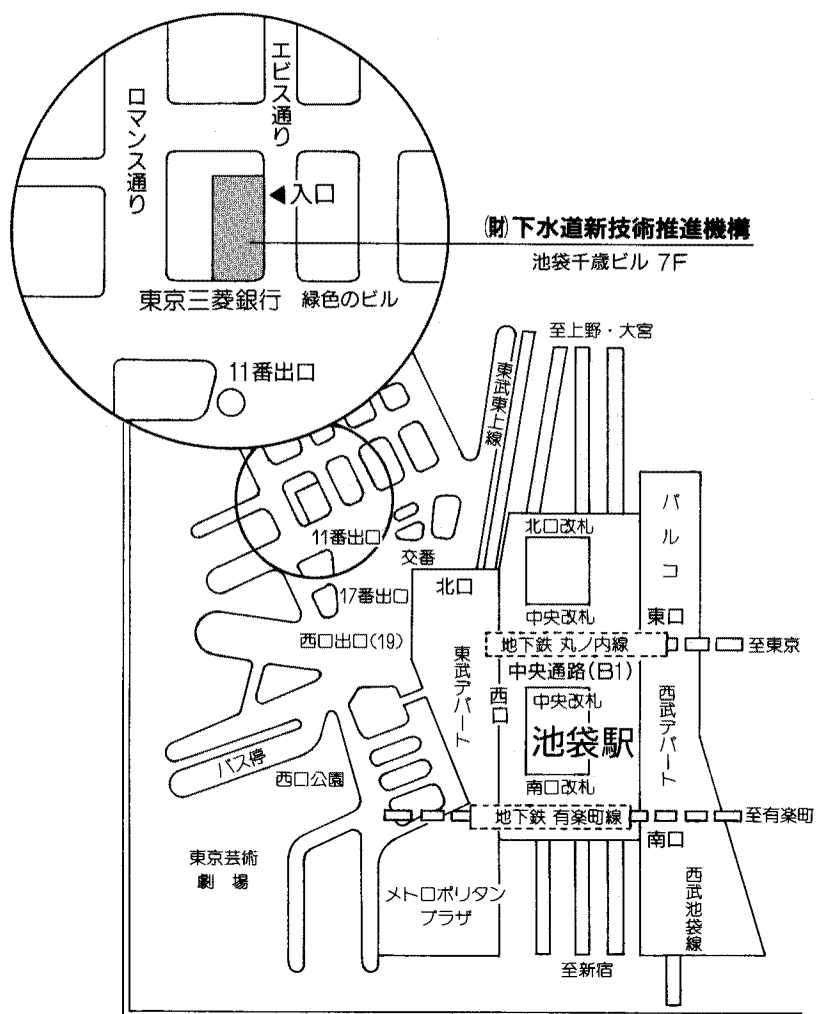 エビス通り
ロマンス通り
入口
㈶下水道新技術推進機構
池袋千歳ビル 7F
東京三菱銀行
緑色のビル
11番出口
至上野・大宮
東武東上線
パルコ
北口改札
11番出口
交番
北口
17番出口
中央改札
東口
西口出口(19)
地下鉄 丸ノ内線
至東京
中央通路(B1)
東武デパート
西口
中央改札
西武デパート
池袋駅
バス停
西口公園
南口改札
地下鉄 有楽町線
至有楽町
南口
東京芸術
劇 場
メトロポリタン
プラザ
西武池袋線
至新宿